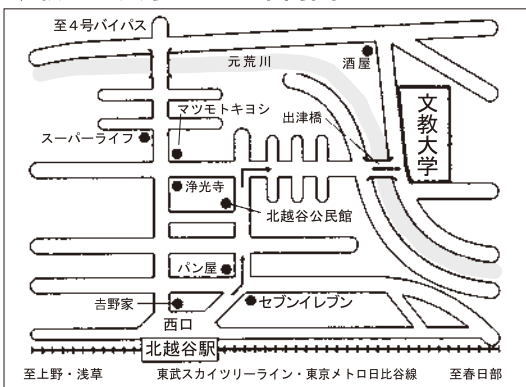 至４号バイパス
元荒川
酒屋
マツモトキヨシ
出津橋
スーパーライフ
文教大学
浄光寺
北越谷公民館
パン屋
吉野家
セブンイレブン
西口
北越谷駅
至上野・浅草
東武スカイツリーライン・東京メトロ日比谷線
至春日部